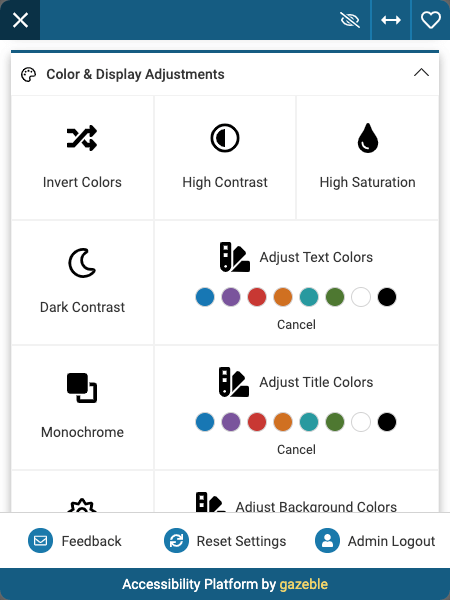 Color & Display Adjustments
Invert Colors
High Contrast
High Saturation
Dark Contrast
Adjust Text Colors
Cancel
Monochrome
Adjust Title Colors
Cancel
Adjust Background Colors
Feedback
Reset Settings
Admin Logout
Accessibility Platform by gazeble